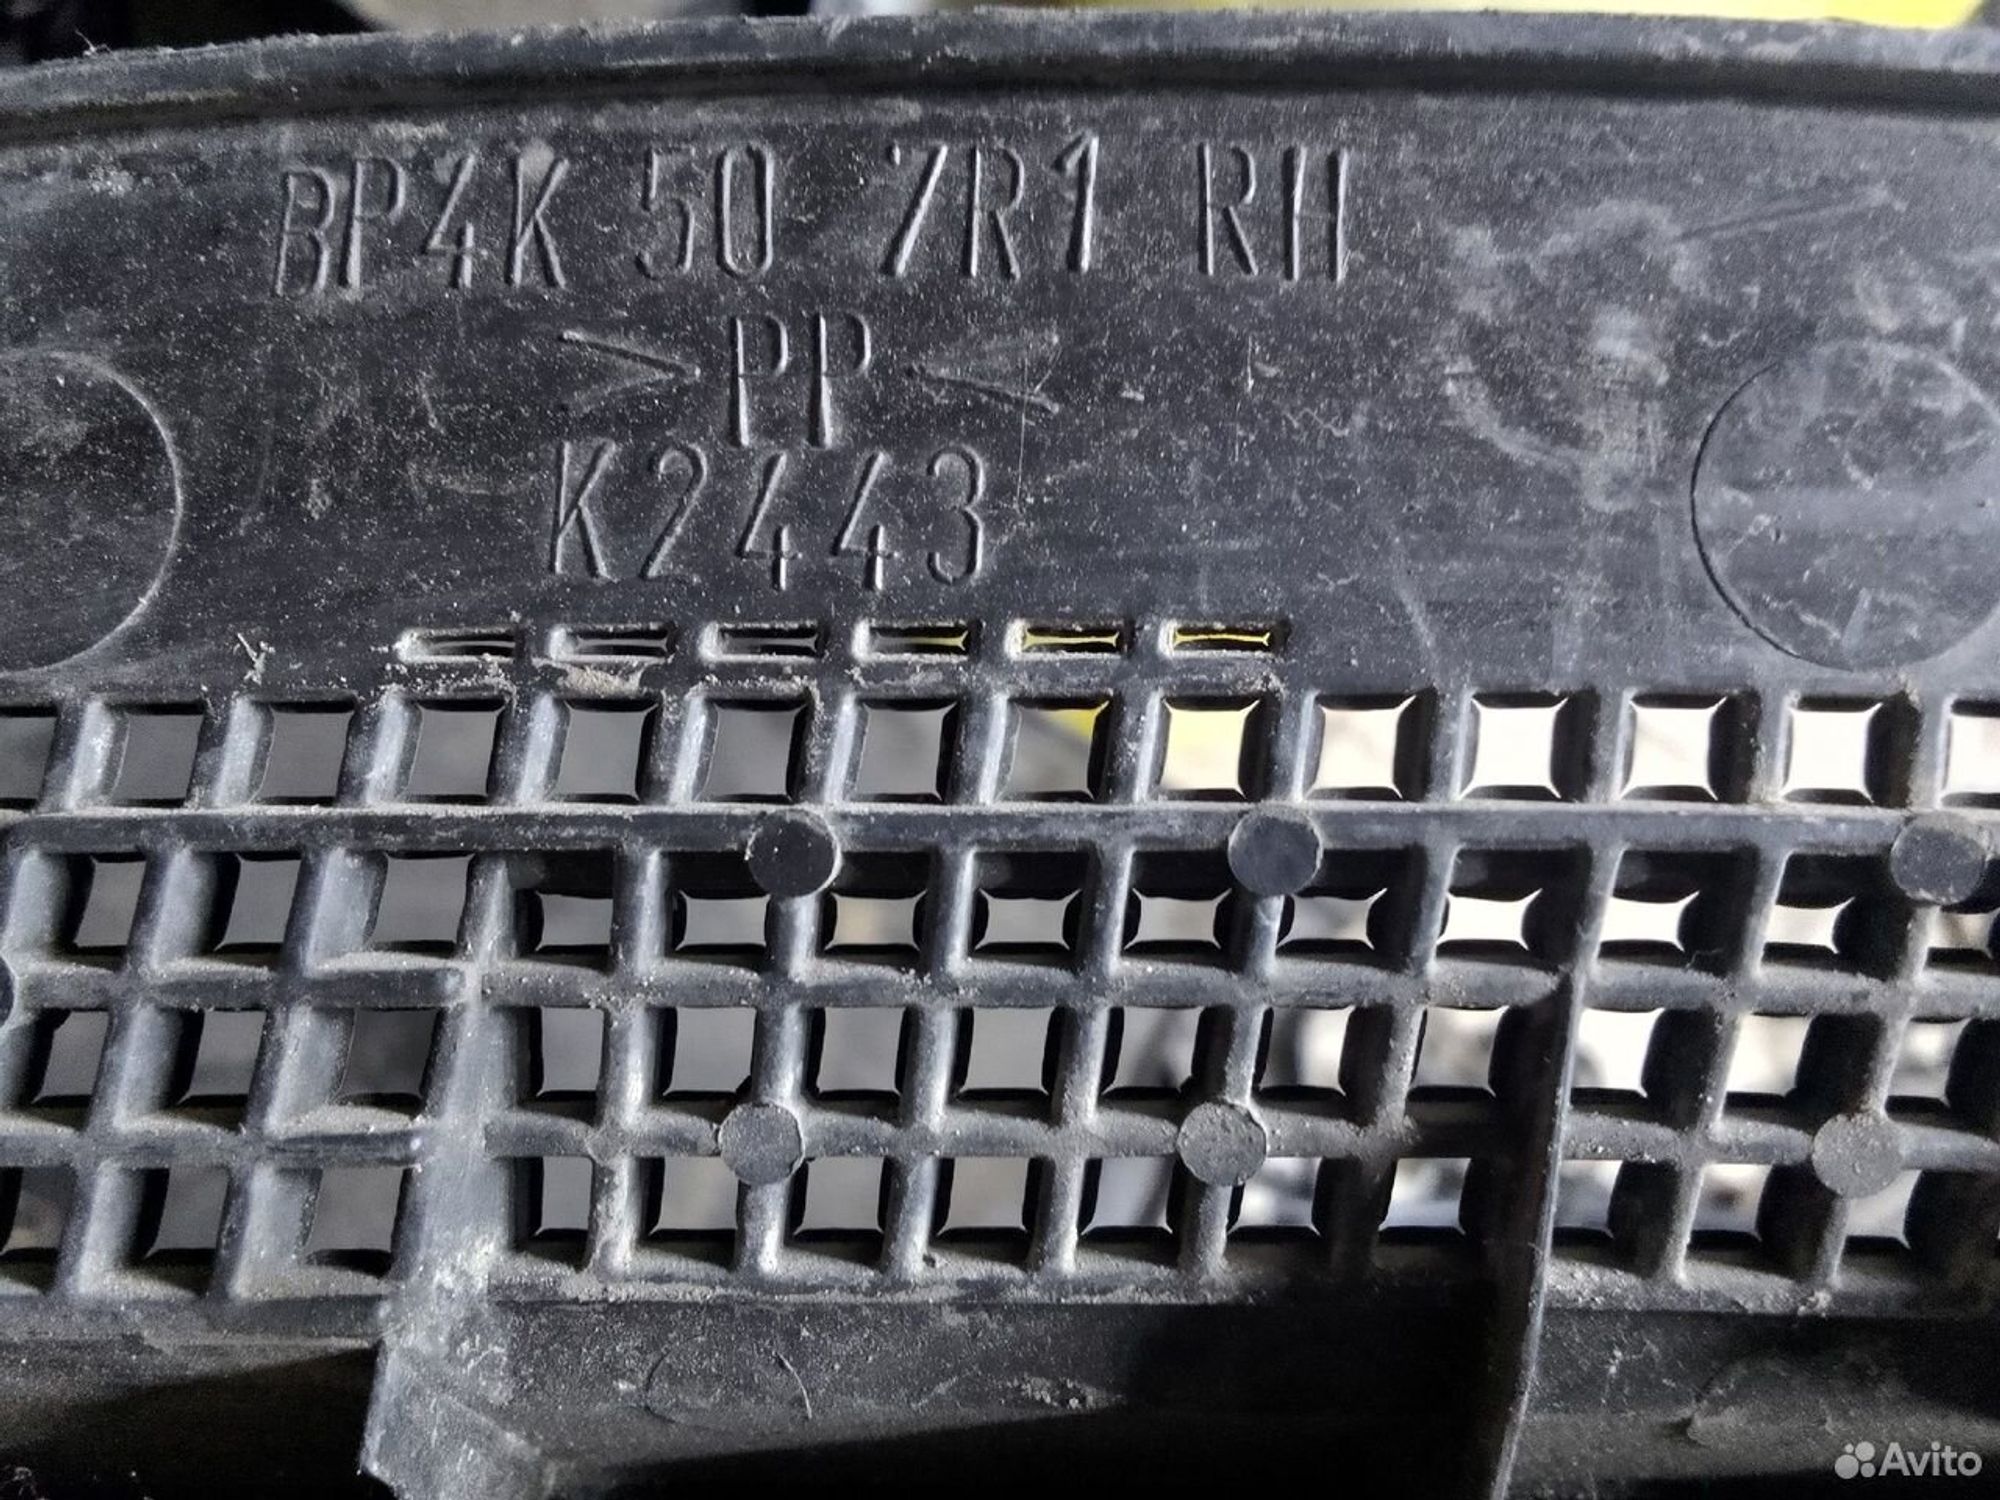 BP4K 50 7R1 RH
>PP<
K2443
Avito